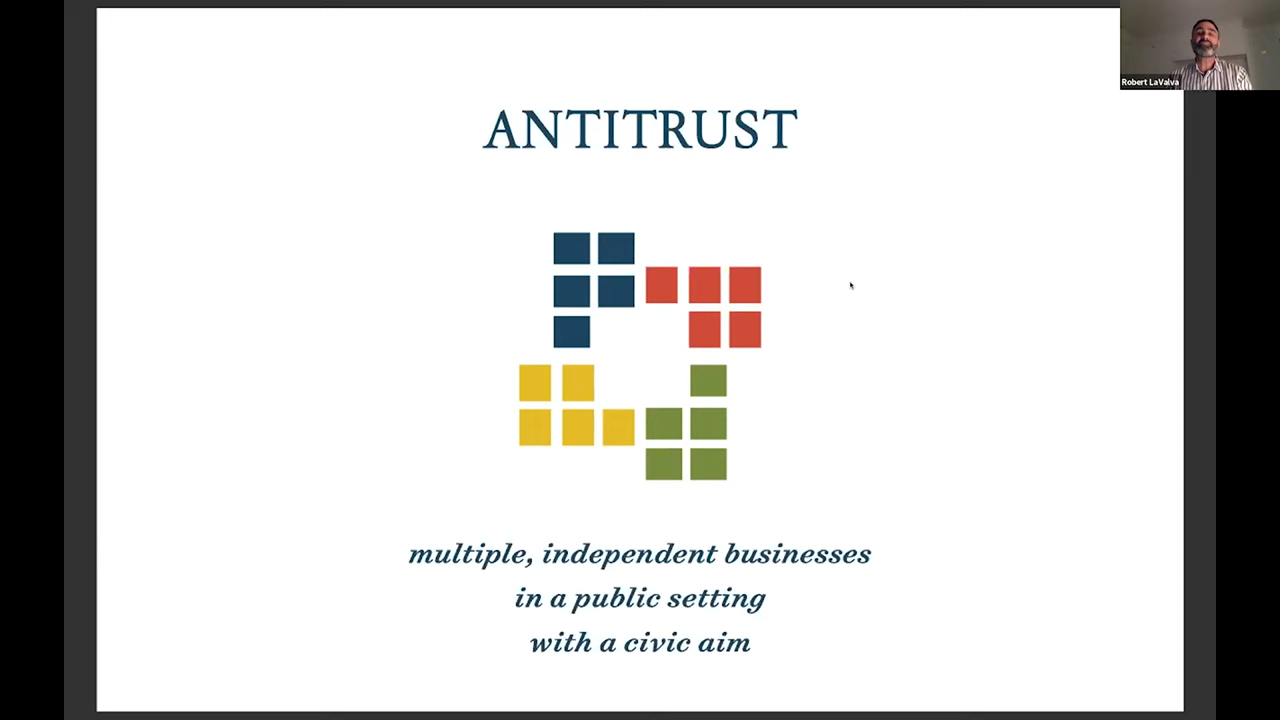 ANTITRUST
multiple, independent businesses
in a public setting
with a civic aim
Robert LaValva